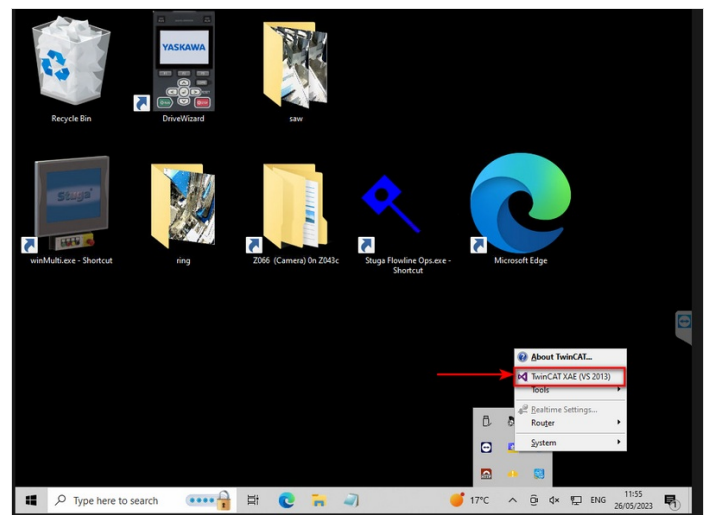 YASKAWA
Recycle Bin
DriveWizard
saw
Stuga
winMulti.exe - Shortcut
ring
Z066 (Camera) 0n Z043c
Stuga Flowline Ops.exe -
Shortcut
Microsoft Edge
About TwinCAT...
TwinCAT XAE (VS 2013)
Tools
Realtime Settings...
Router
System
Type here to search
17°C
ENG
11:55
26/05/2023
1